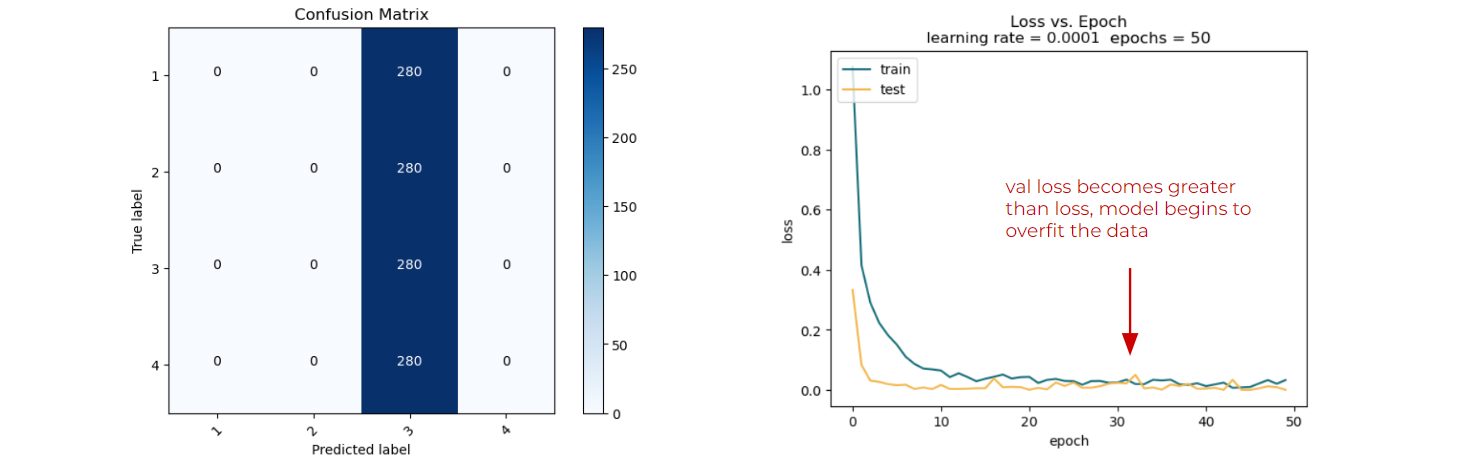 Confusion Matrix
1
0 0 280 0
2
0 0 280 0
3
0 0 280 0
4
0 0 280 0
1 2 3 4
True label
Predicted label
250
200
150
100
50
0
Loss vs. Epoch
learning rate = 0.0001 epochs = 50
train
test
1.0
0.8
0.6
0.4
0.2
0.0
loss
val loss becomes greater
than loss, model begins to
overfit the data
0 10 20 30 40 50
epoch